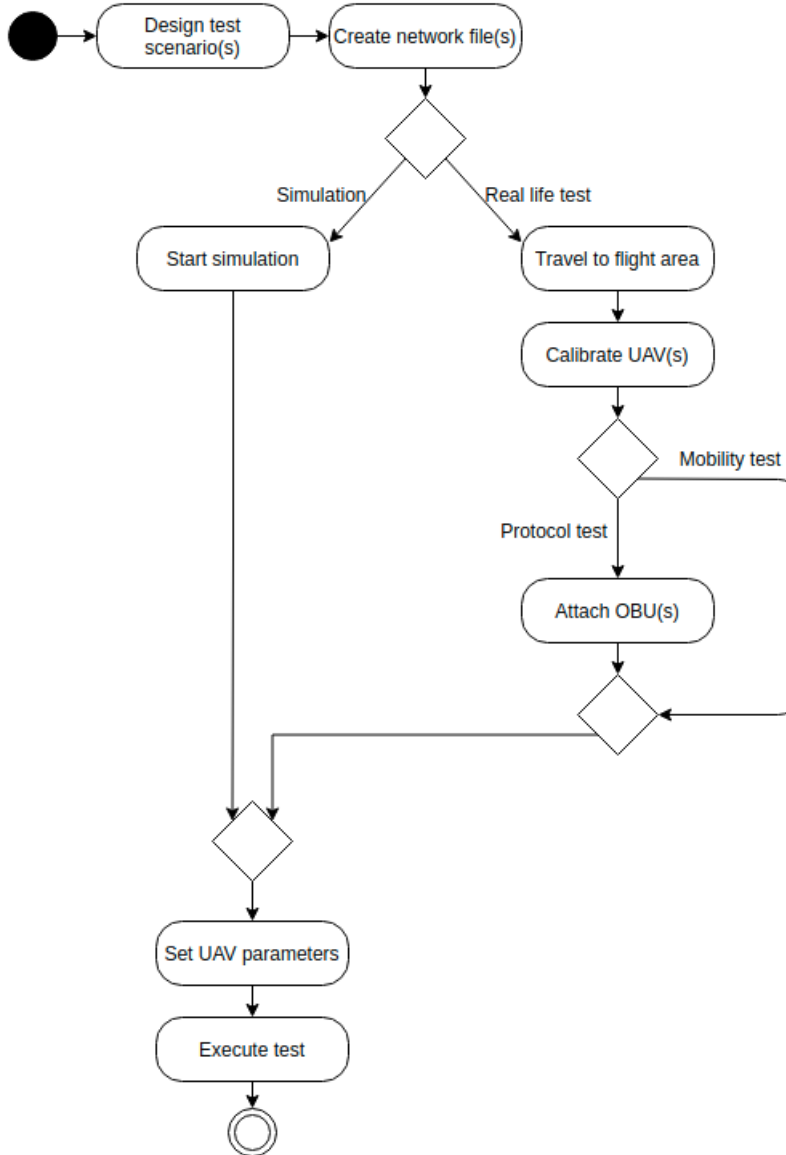 Design test
scenario(s)
Create network file(s)
Simulation
Real life test
Start simulation
Travel to flight area
Calibrate UAV(s)
Mobility test
Protocol test
Attach OBU(s)
Set UAV parameters
Execute test